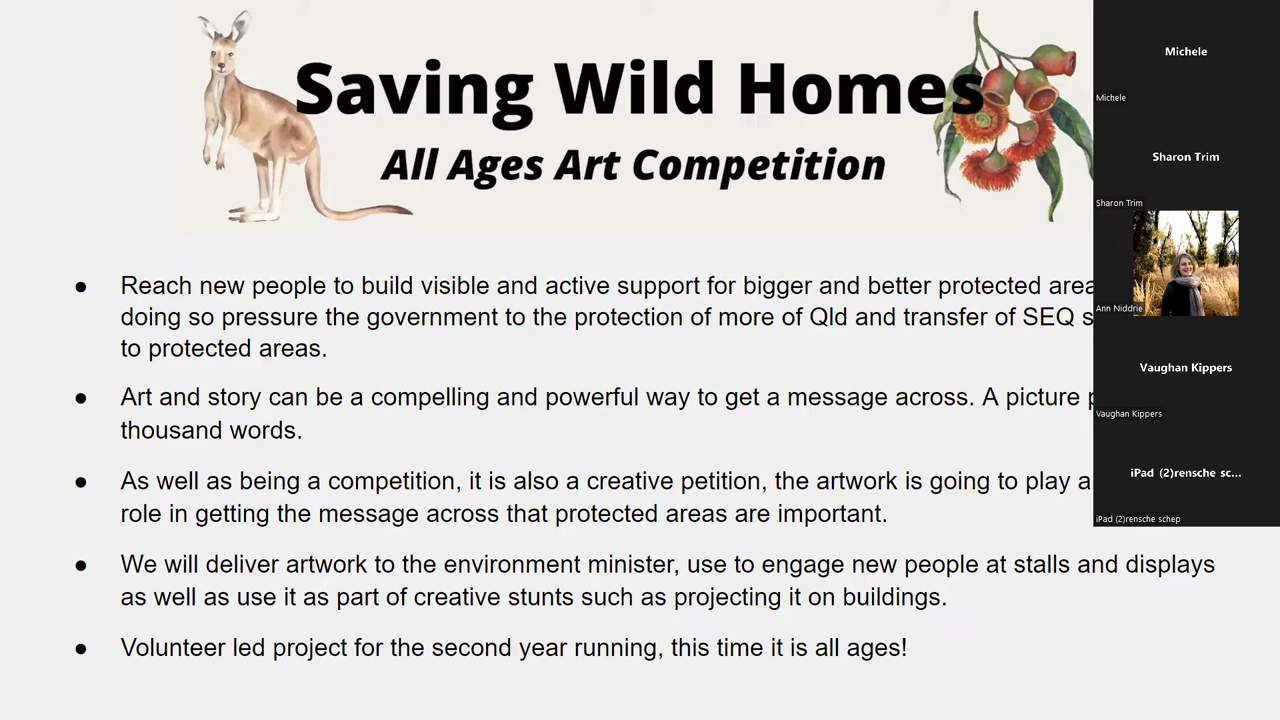 Saving Wild Homes
All Ages Art Competition
● Reach new people to build visible and active support for bigger and better protected
doing so pressure the government to the protection of more of Qld and transfer of SEQ
to protected areas.
● Art and story can be a compelling and powerful way to get a message across. A picture
thousand words.
● As well as being a competition, it is also a creative petition, the artwork is going to play a
role in getting the message across that protected areas are important.
● We will deliver artwork to the environment minister, use to engage new people at stalls and displays
as well as use it as part of creative stunts such as projecting it on buildings.
● Volunteer led project for the second year running, this time it is all ages!
Michele
Michele
Sharon Trim
Sharon Trim
Ann Niddrie
Vaughan Kippers
Vaughan Kippers
iPad (2)rensche sc...
iPad (2)rensche schep